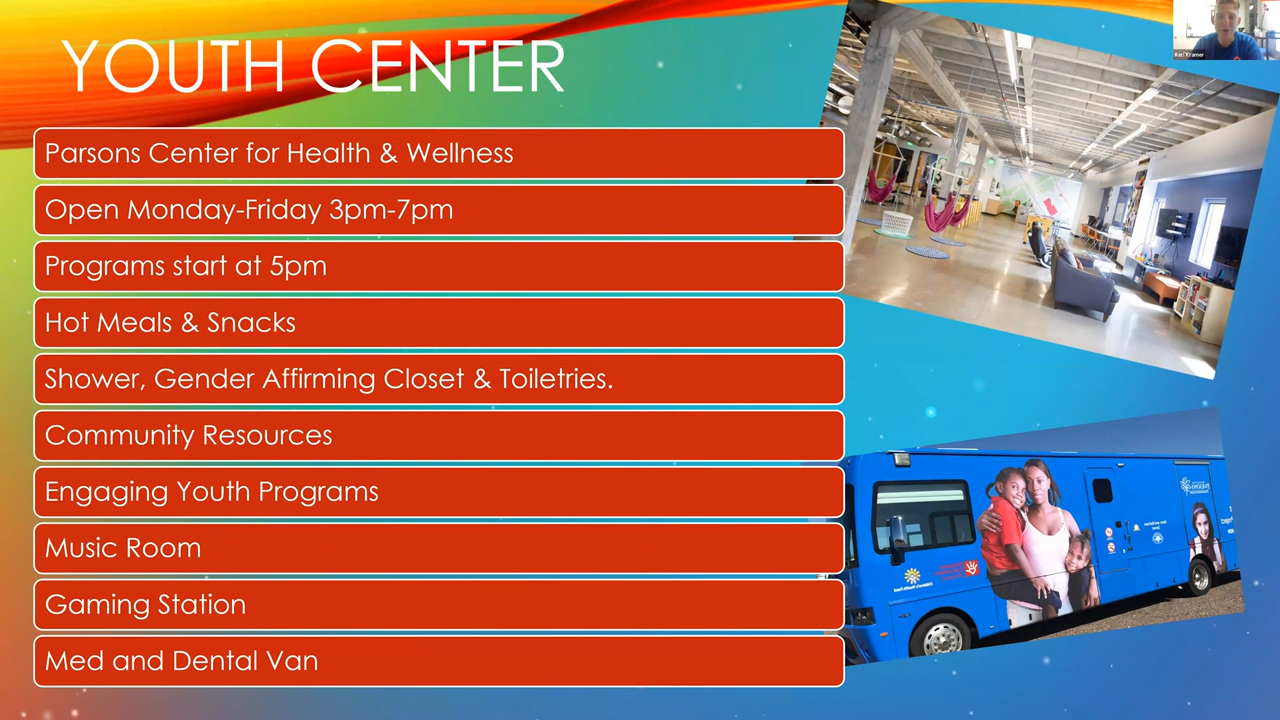 YOUTH CENTER
Parsons Center for Health & Wellness
Open Monday-Friday 3pm-7pm
Programs start at 5pm
Hot Meals & Snacks
Shower, Gender Affirming Closet & Toiletries.
Community Resources
Engaging Youth Programs
Music Room
Gaming Station
Med and Dental Van